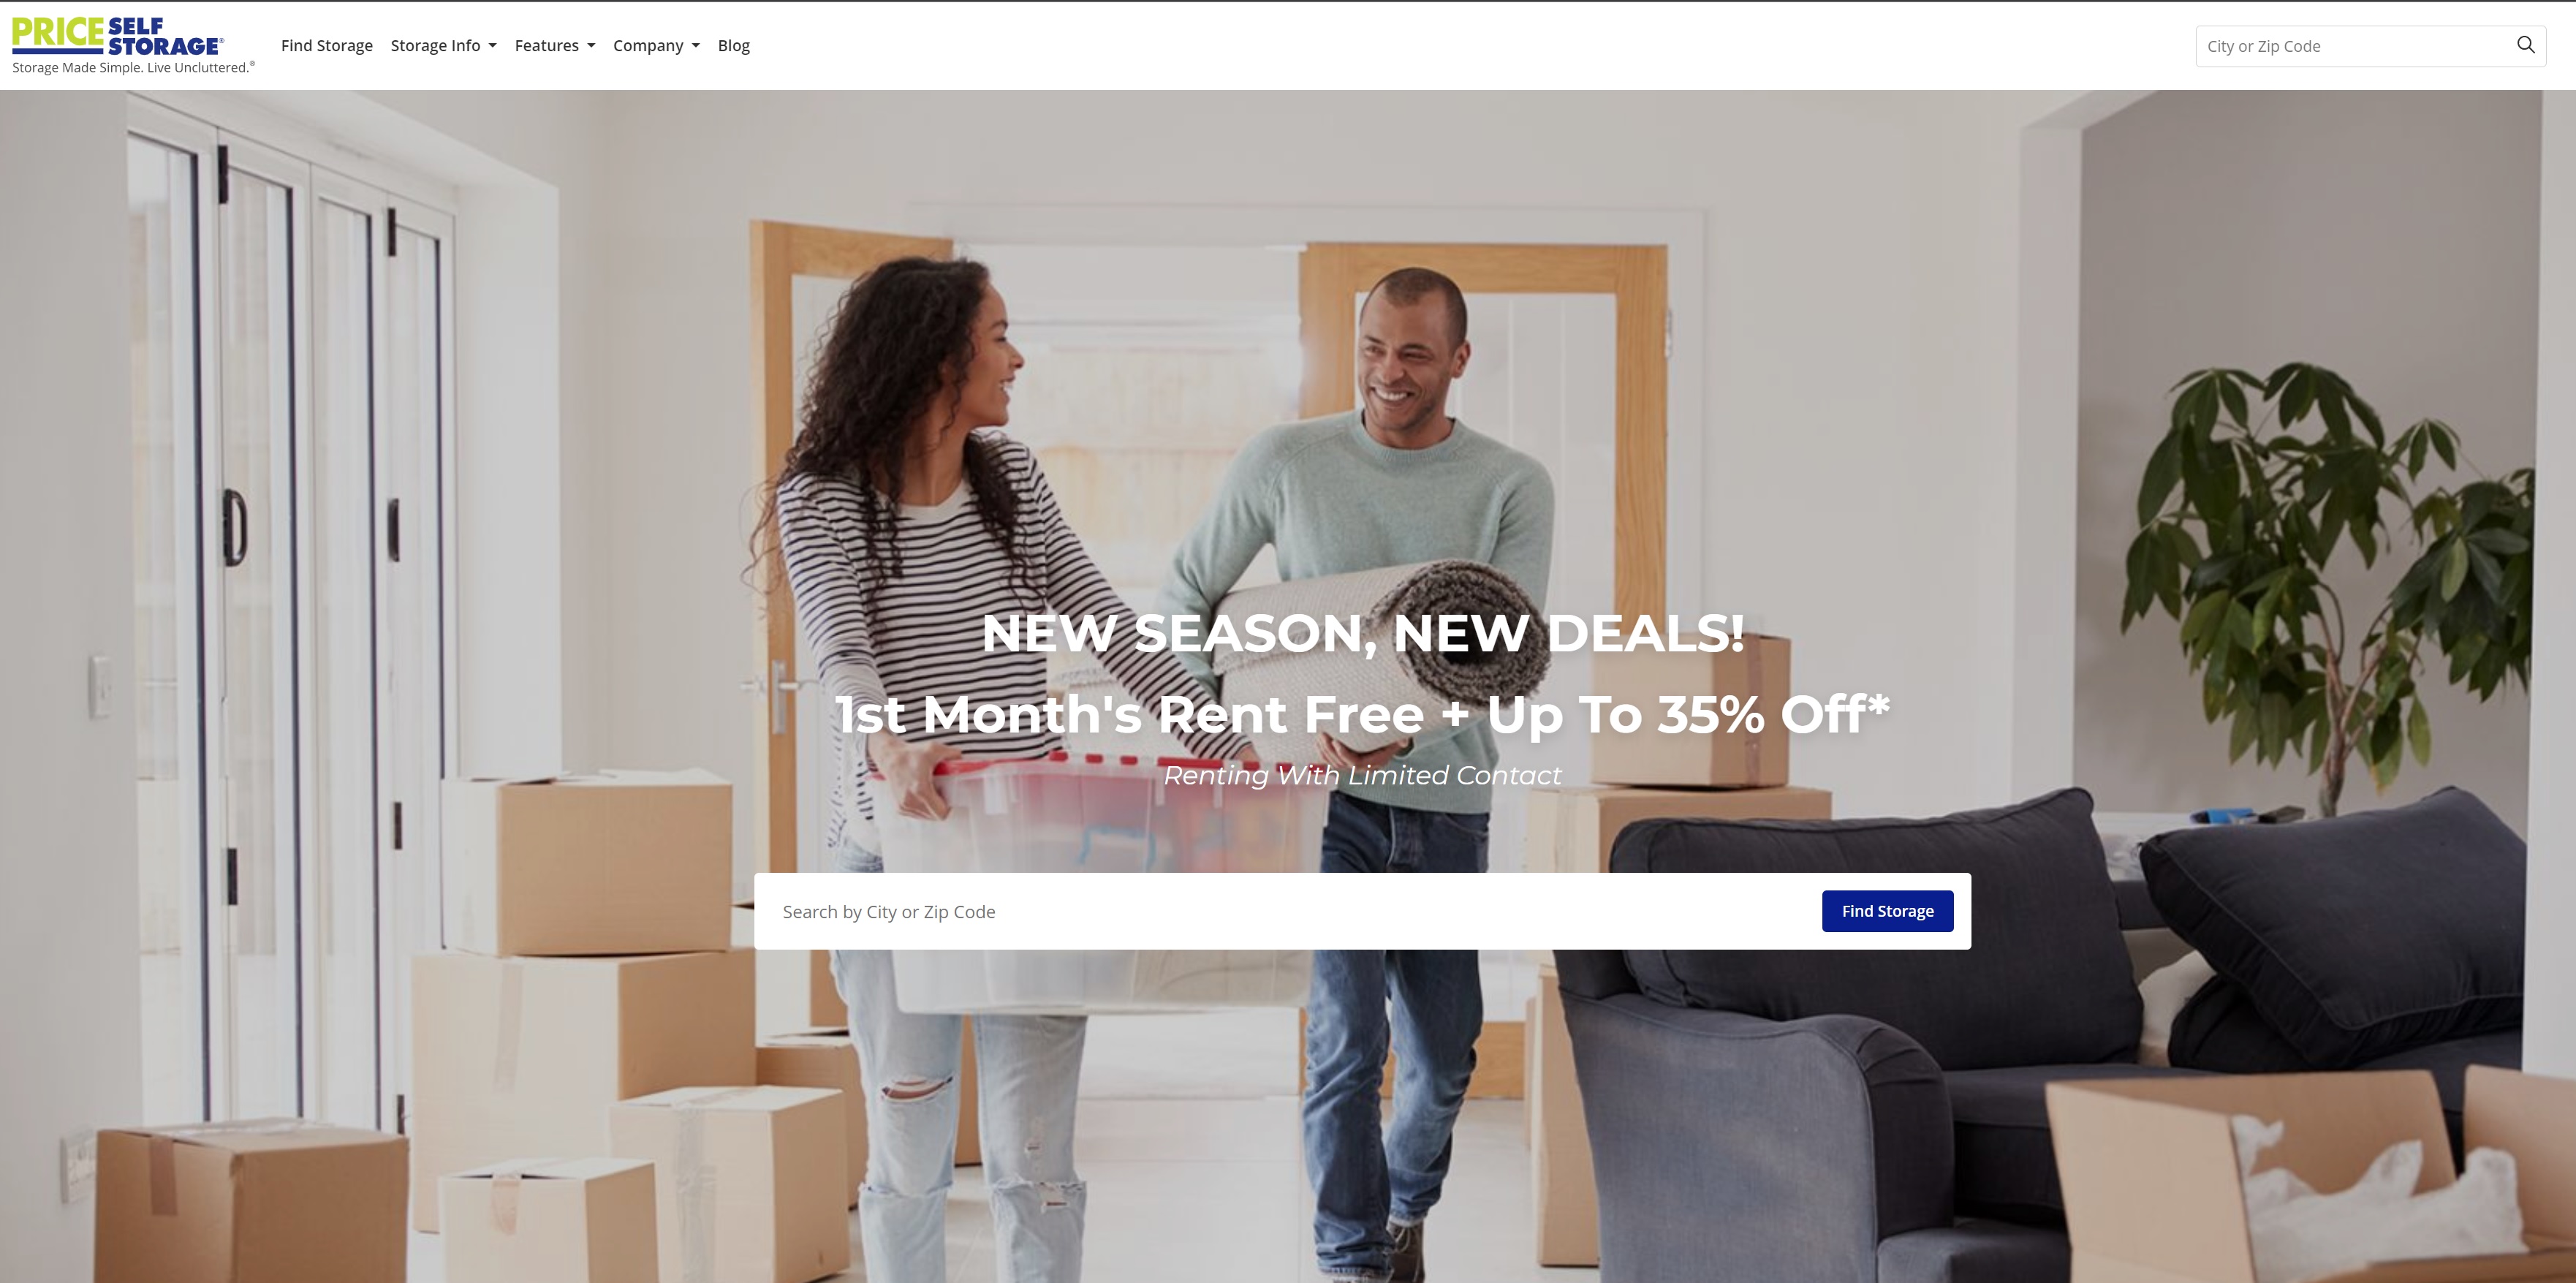 PRICE SELF STORAGE®
Storage Made Simple. Live Uncluttered.®
Find Storage
Storage Info
Features
Company
Blog
City or Zip Code
NEW SEASON, NEW DEALS!
1st Month's Rent Free + Up To 35% Off*
Renting With Limited Contact
Search by City or Zip Code
Find Storage